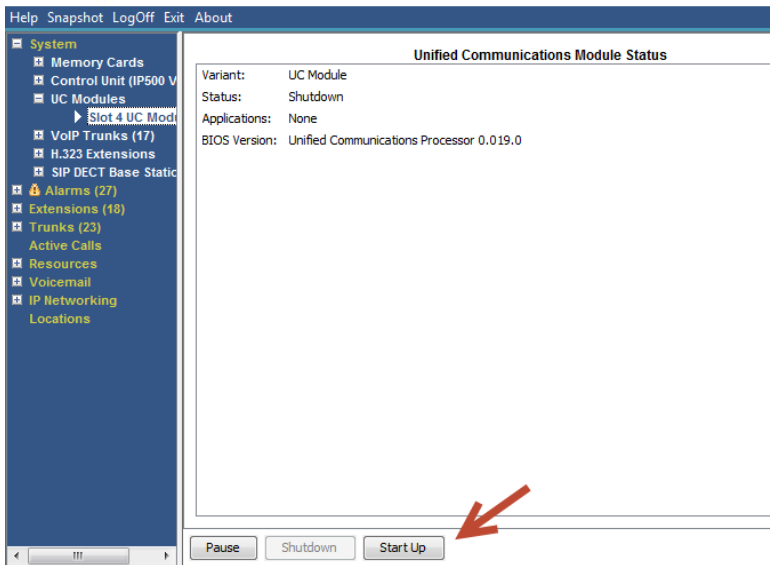 Help Snapshot LogOff Exit About
System
Memory Cards
Control Unit (IP500 V
UC Modules
Slot 4 UC Modu
VoIP Trunks (17)
H.323 Extensions
SIP DECT Base Static
Alarms (27)
Extensions (18)
Trunks (23)
Active Calls
Resources
Voicemail
IP Networking
Locations
Unified Communications Module Status
Variant: UC Module
Status: Shutdown
Applications: None
BIOS Version: Unified Communications Processor 0.019.0
Pause Shutdown Start Up